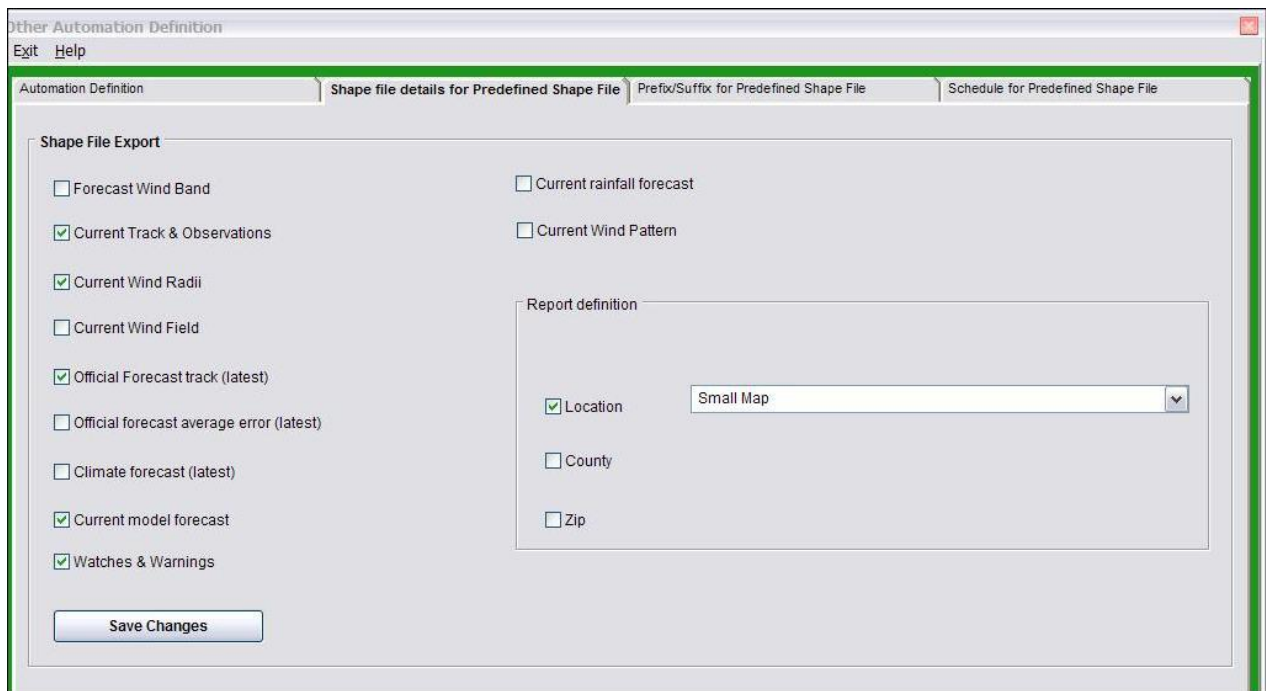 Other Automation Definition
Exit Help
Automation Definition
Shape file details for Predefined Shape File
Prefix/Suffix for Predefined Shape File
Schedule for Predefined Shape File
Shape File Export
Forecast Wind Band
Current Track & Observations
Current Wind Radii
Current Wind Field
Official Forecast track (latest)
Official forecast average error (latest)
Climate forecast (latest)
Current model forecast
Watches & Warnings
Save Changes
Current rainfall forecast
Current Wind Pattern
Report definition
Location
Small Map
County
Zip